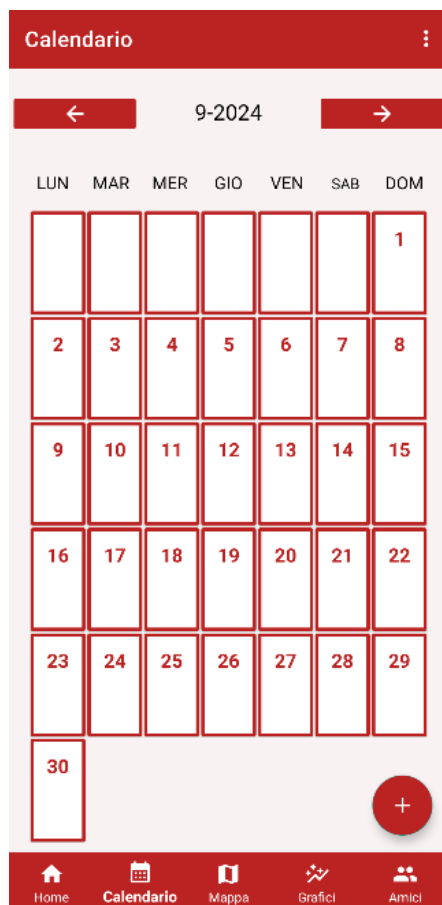 Calendario
9-2024
LUN MAR MER GIO VEN SAB DOM
1
2 3 4 5 6 7 8
9 10 11 12 13 14 15
16 17 18 19 20 21 22
23 24 25 26 27 28 29
30
Home Calendario Mappa Grafici Amici